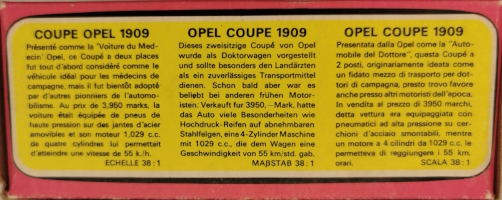 COUPE OPEL 1909
Présenté comme la "Voiture du Med-
ecin' Opel, ce Coupé a deux places
fut tout d'abord considéré comme le
véhicule idéal pour les médecins de
campagne, mais il fut bientôt adopté
par d'autres pionniers de l'automo-
bilisme. Au prix de 3,950 marks, la
voiture était équipée de pneus de
haute pression sur des jantes d'acier
amovibles et son moteur 1,029 c.c.
de quatre cylindres lui permettait
d'atteindre une vitesse de 55 k./h.
ECHELLE 38 : 1
OPEL COUPE 1909
Dieses zweisitzige Coupé von Opel
wurde als Doktorwagen vorgestellt
und sollte besonders den Landärzten
als ein zuverlässiges Transportmittel
dienen. Schon bald aber war es
beliebt bei anderen frühen Motor-
isten. Verkauft fur 3950, – Mark, hatte
das Auto viele Besonderheiten wie
Hochdruck-Reifen auf abnehmbaren
Stahlfelgen, eine 4-Zylinder Maschine
mit 1029 c.c., die dem Wagen eine
Geschwindigkeit von 55 km/std. gab.
MAßSTAB 38 : 1
OPEL COUPE 1909
Presentata dalla Opel come la "Auto-
mobile del Dottore", questa Coupé a
2 posti, originariamente ideata come
un fidato mezzo di trasporto per dot-
tori di campagna, presto trovo favore
anche presso altri motoristi dell'epoca.
In vendita al prezzo di 3950 marchi,
detta vettura era equipaggiata con
pneumatici ad alta pressione su cer-
chioni d'acciaio smontabili, mentre
un motore a 4 cilindri da 1029 c.c. le
permetteva di reggiungere i 55 km.
orari.
SCALA 38 : 1